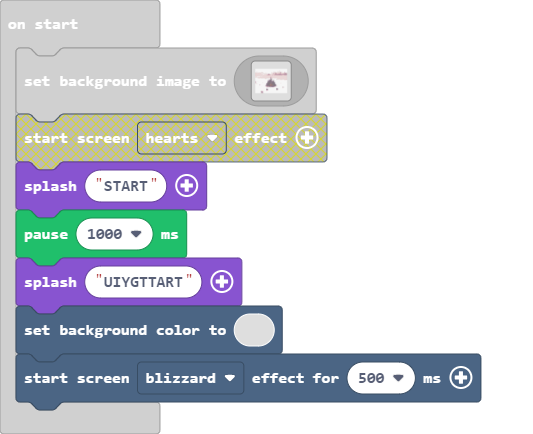 on start
set background image to
start screen hearts effect
splash "START"
pause 1000 ms
splash "UIYGTTART"
set background color to
start screen blizzard effect for 500 ms